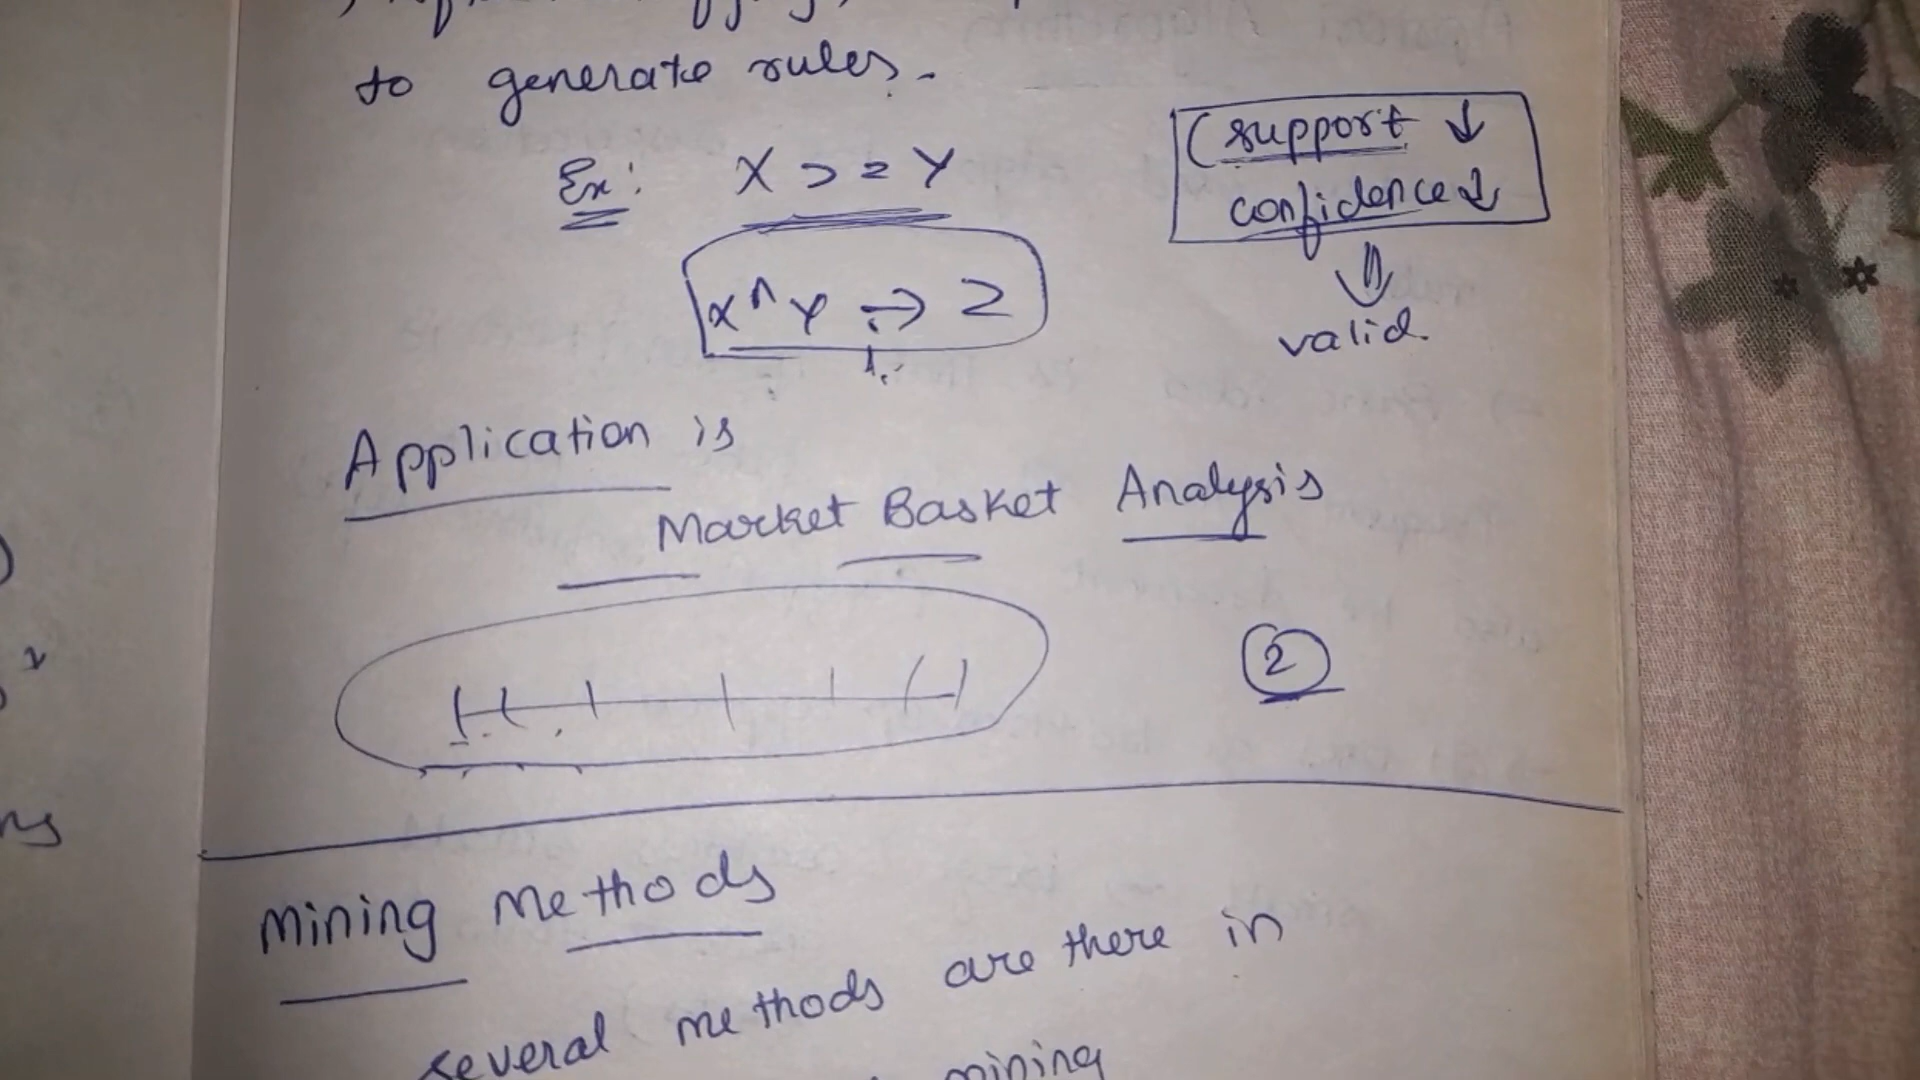 to generate rules.
Ex: X >= Y
(support ↓
confidence ↓
x ^ y → Z
valid
Application is
Market Basket Analysis
2
Mining Methods
several methods are there in
mining